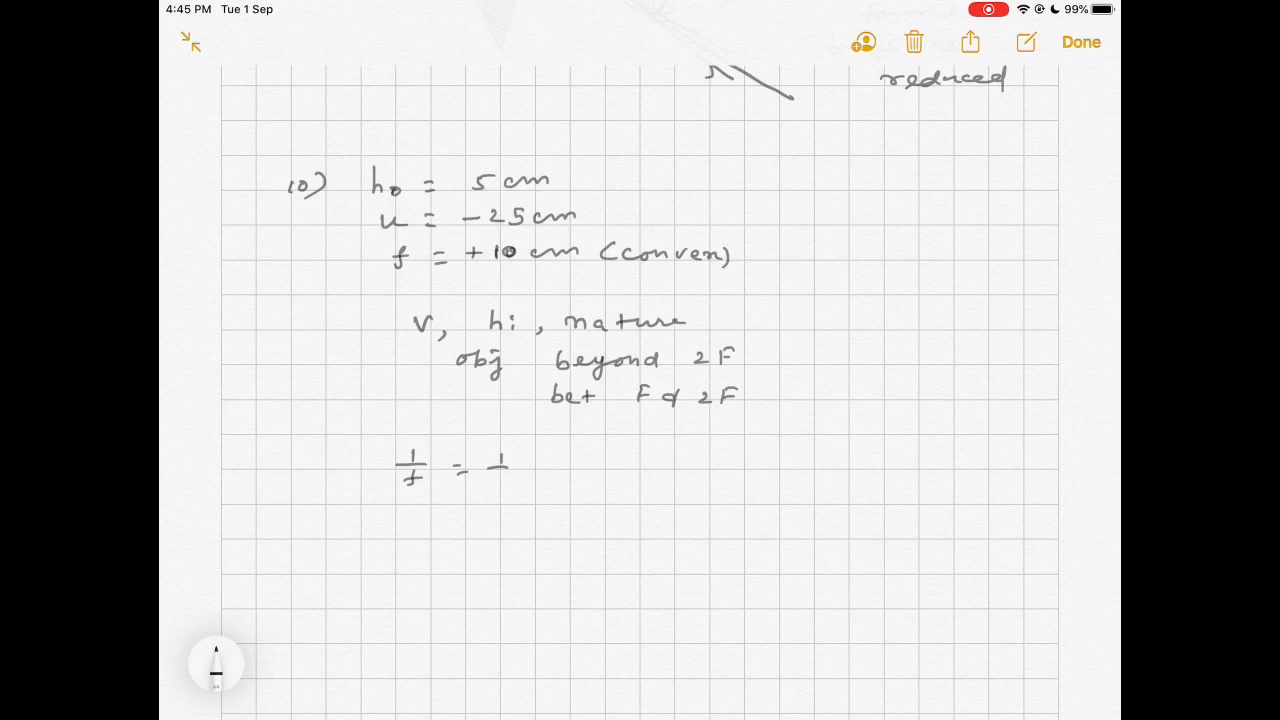 4:45 PM Tue 1 Sep 99%
Done
reduced
10) ho = 5 cm
u = -25 cm
f = +10 cm (convex)
v, hi, nature
obj beyond 2F
bet F & 2F
1/f = 1